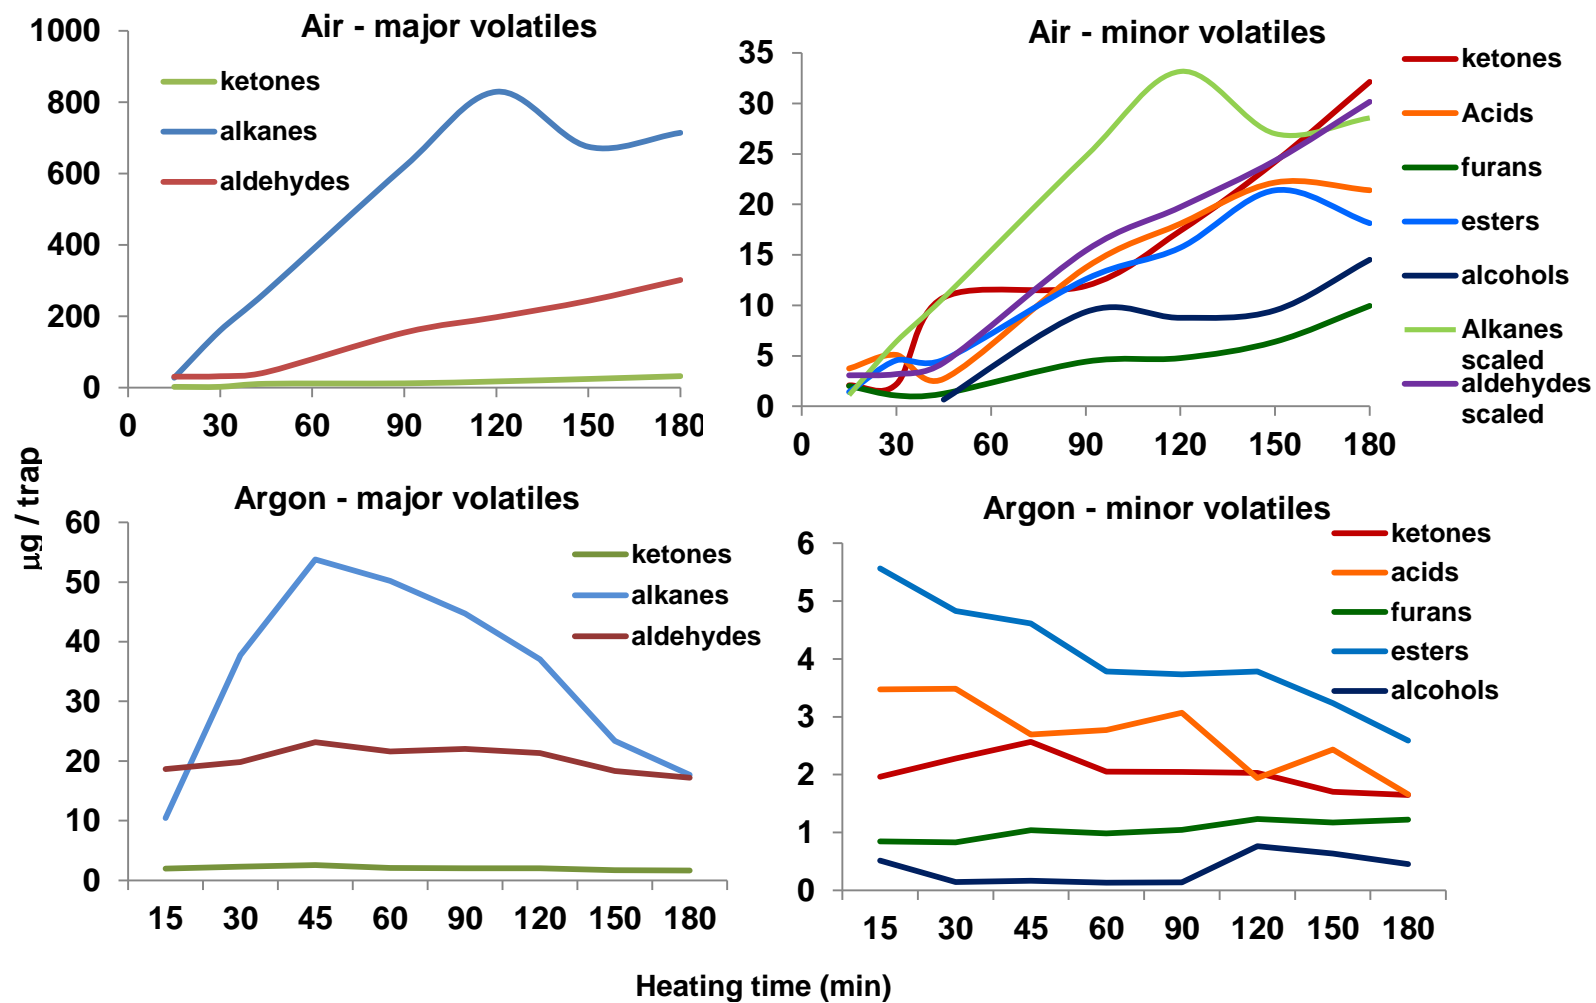 Air - major volatiles
1000
800
600
400
200
0
ketones
alkanes
aldehydes
0 30 60 90 120 150 180
Air - minor volatiles
35
30
25
20
15
10
5
0
ketones
Acids
furans
esters
alcohols
Alkanes
scaled
aldehydes
scaled
0 30 60 90 120 150 180
µg / trap
Argon - major volatiles
60
50
40
30
20
10
0
ketones
alkanes
aldehydes
15 30 45 60 90 120 150 180
Argon - minor volatiles
6
5
4
3
2
1
0
ketones
acids
furans
esters
alcohols
15 30 45 60 90 120 150 180
Heating time (min)